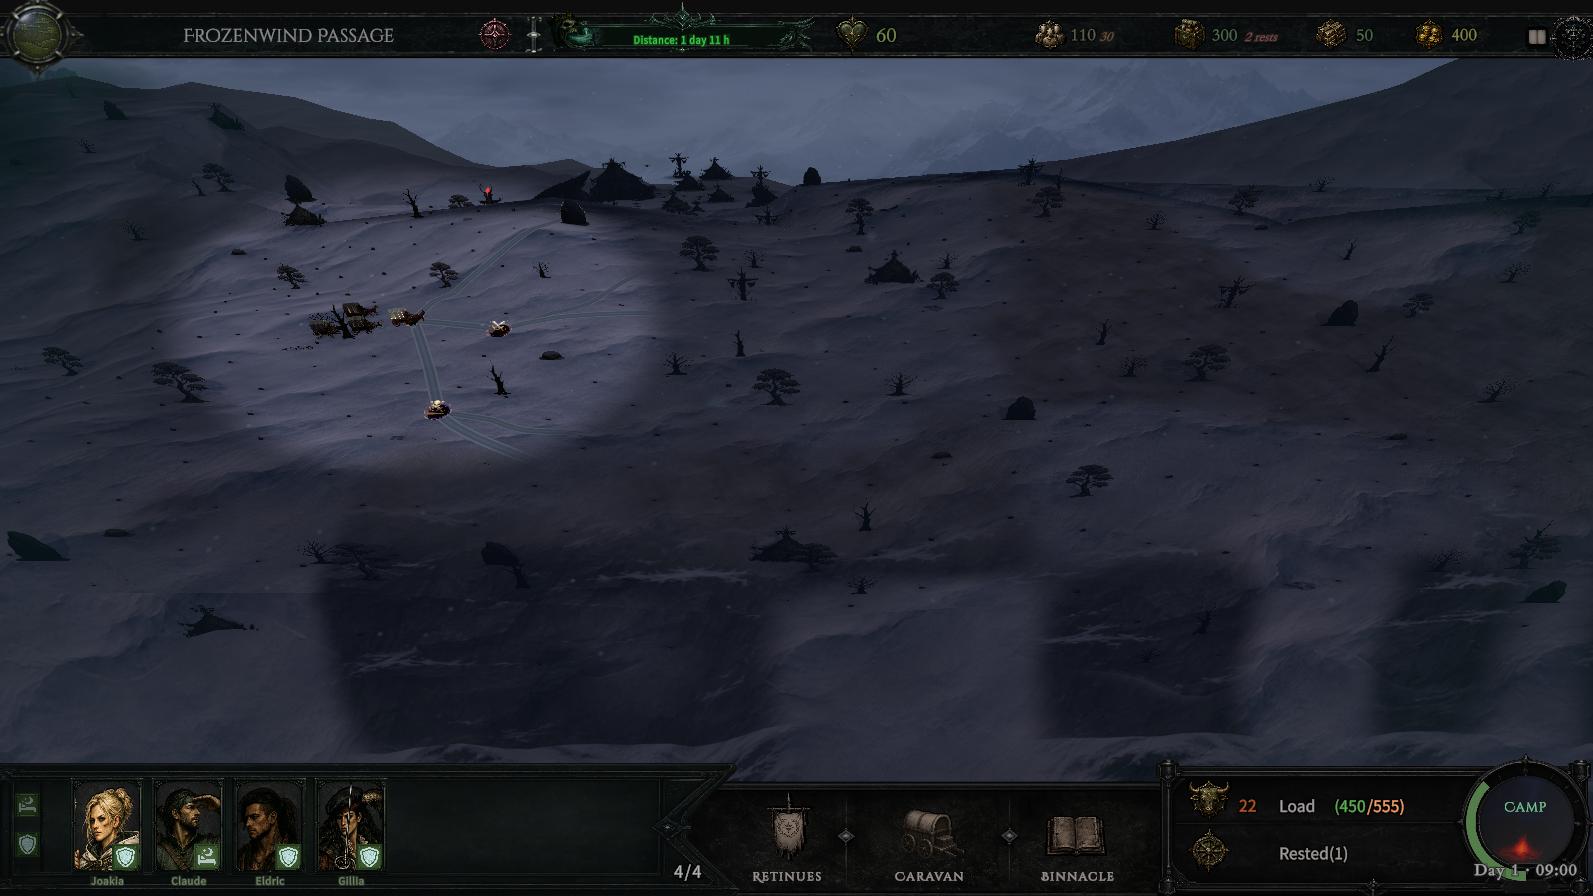 FROZENWIND PASSAGE
Distance: 1 day 11 h
60
110 30
300 2 rests
50
400
Joakia
Claude
Eldric
Gillia
4/4
RETINUES
CARAVAN
BINNACLE
22 Load (450/555)
Rested(1)
CAMP
Day 1 · 09:00